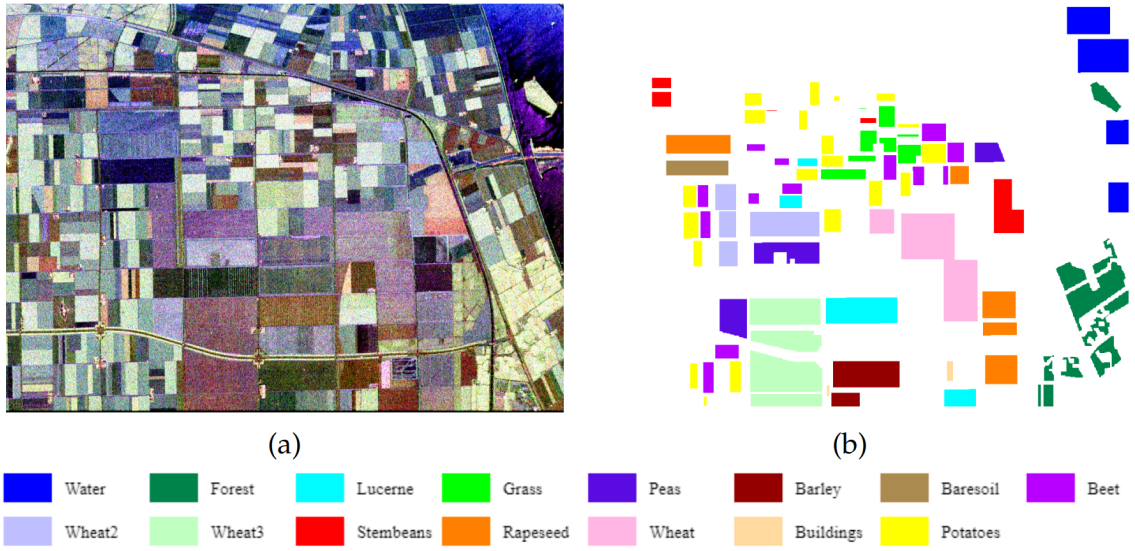 (a)
(b)
Water Forest Lucerne Grass Peas Barley Baresoil Beet
Wheat2 Wheat3 Stembeans Rapeseed Wheat Buildings Potatoes